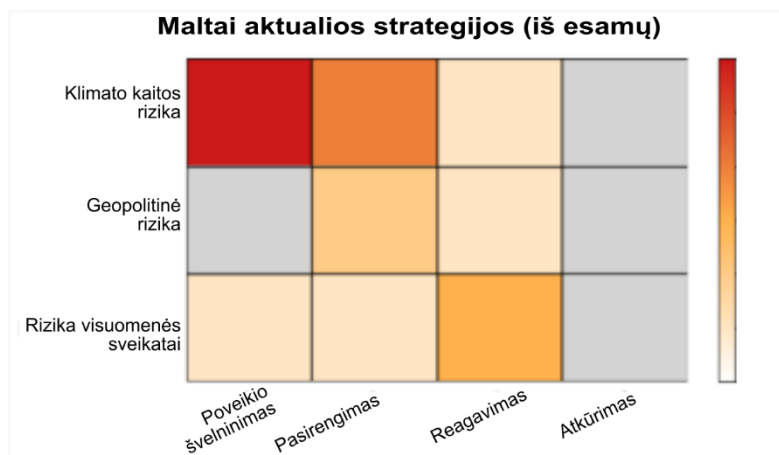 Maltai aktualios strategijos (iš esamų)
Klimato kaitos
rizika
Geopolitinė
rizika
Rizika visuomenės
sveikatai
Poveikio
švelninimas
Pasirengimas
Reagavimas
Atkūrimas